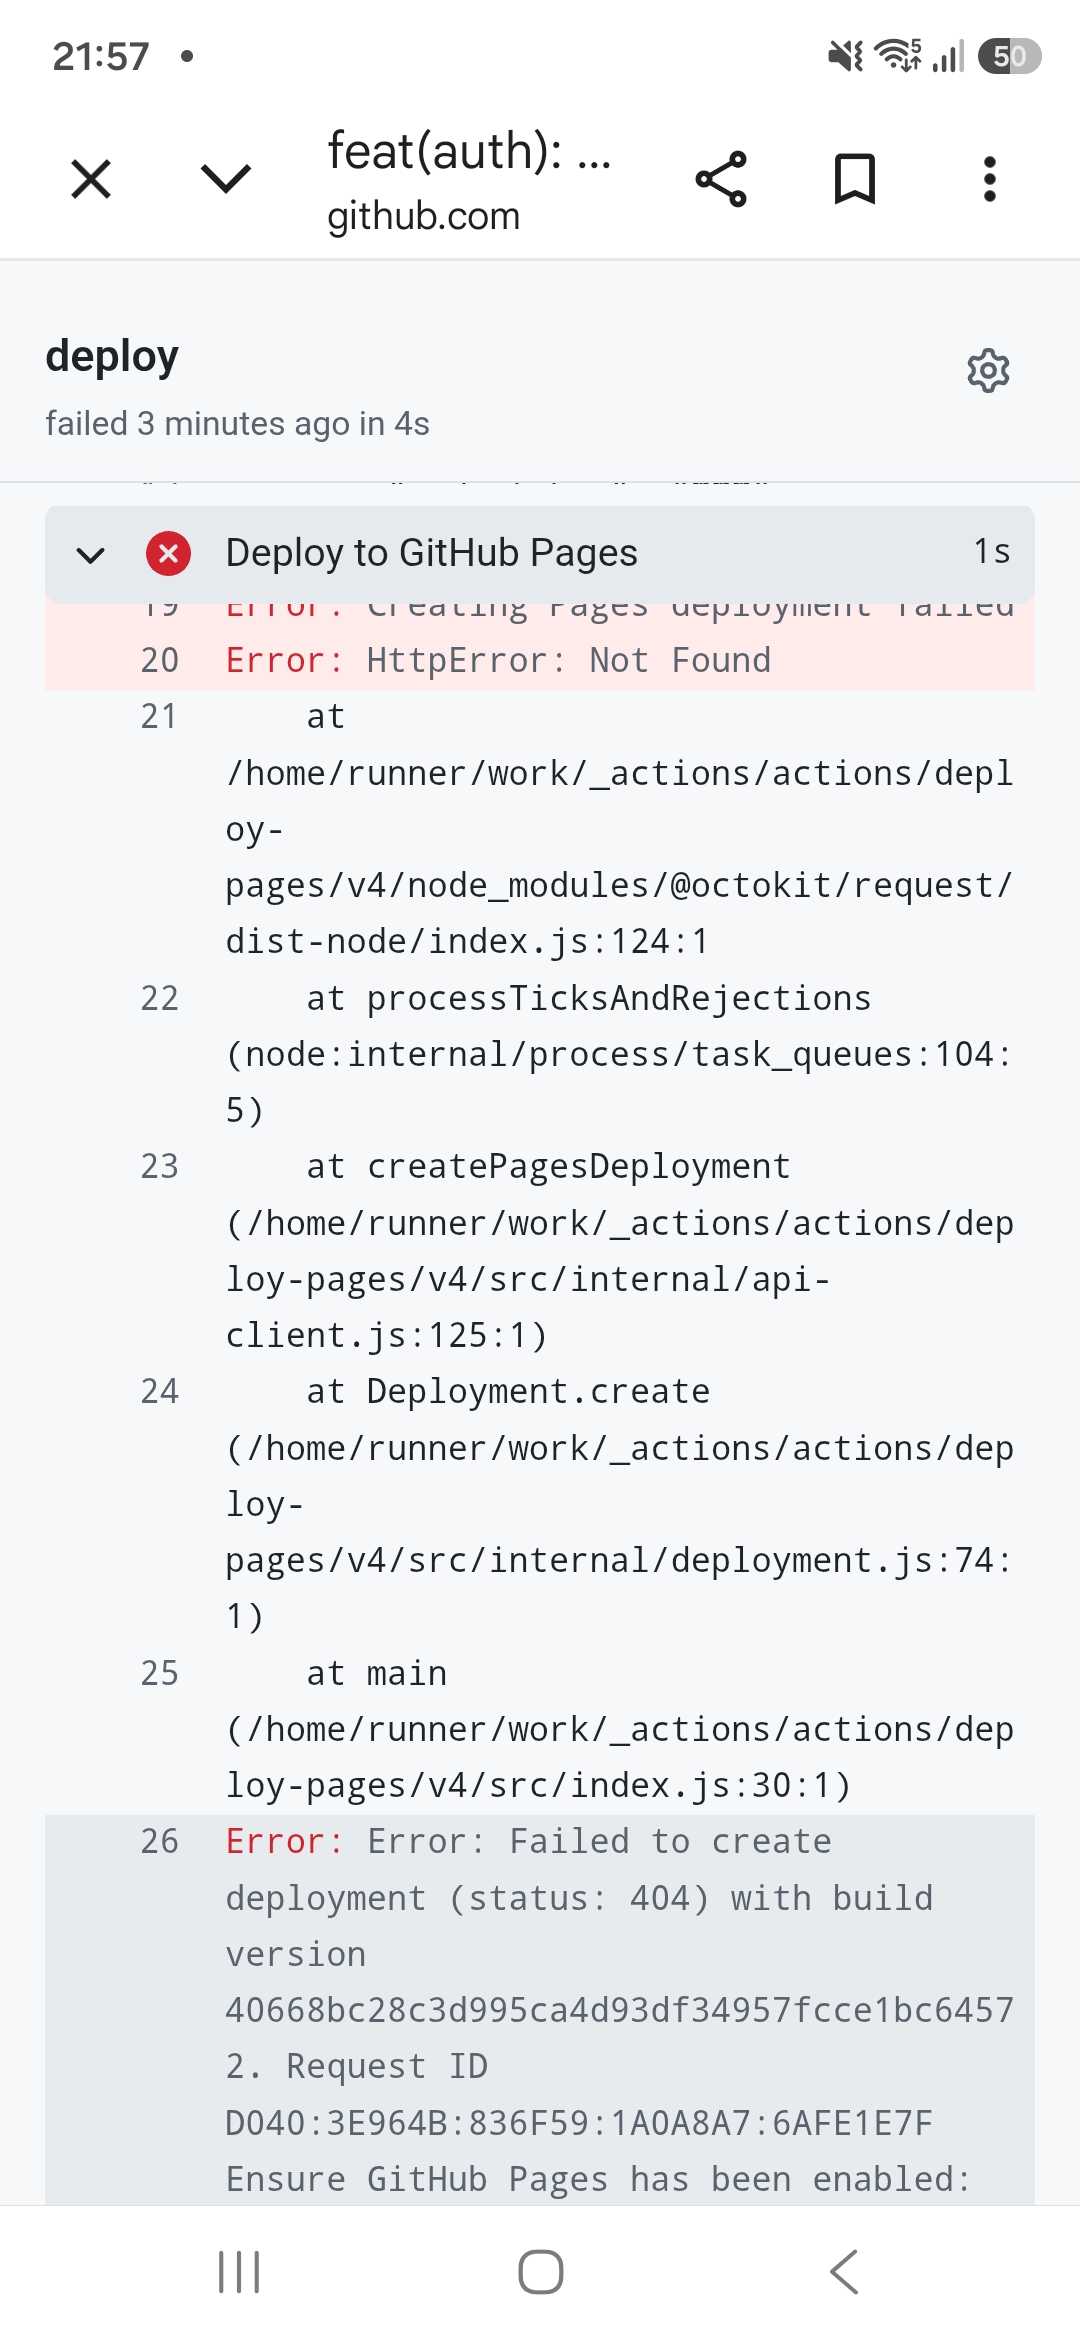 21:57
5
50
feat(auth): ...
github.com
deploy
failed 3 minutes ago in 4s
Deploy to GitHub Pages 1s
19 Error: Creating Pages deployment failed
20 Error: HttpError: Not Found
21 at
/home/runner/work/_actions/actions/depl
oy-
pages/v4/node_modules/@octokit/request/
dist-node/index.js:124:1
22 at processTicksAndRejections
(node:internal/process/task_queues:104:
5)
23 at createPagesDeployment
(/home/runner/work/_actions/actions/dep
loy-pages/v4/src/internal/api-
client.js:125:1)
24 at Deployment.create
(/home/runner/work/_actions/actions/dep
loy-
pages/v4/src/internal/deployment.js:74:
1)
25 at main
(/home/runner/work/_actions/actions/dep
loy-pages/v4/src/index.js:30:1)
26 Error: Error: Failed to create
deployment (status: 404) with build
version
40668bc28c3d995ca4d93df34957fcce1bc6457
2. Request ID
D040:3E964B:836F59:1A0A8A7:6AFE1E7F
Ensure GitHub Pages has been enabled: